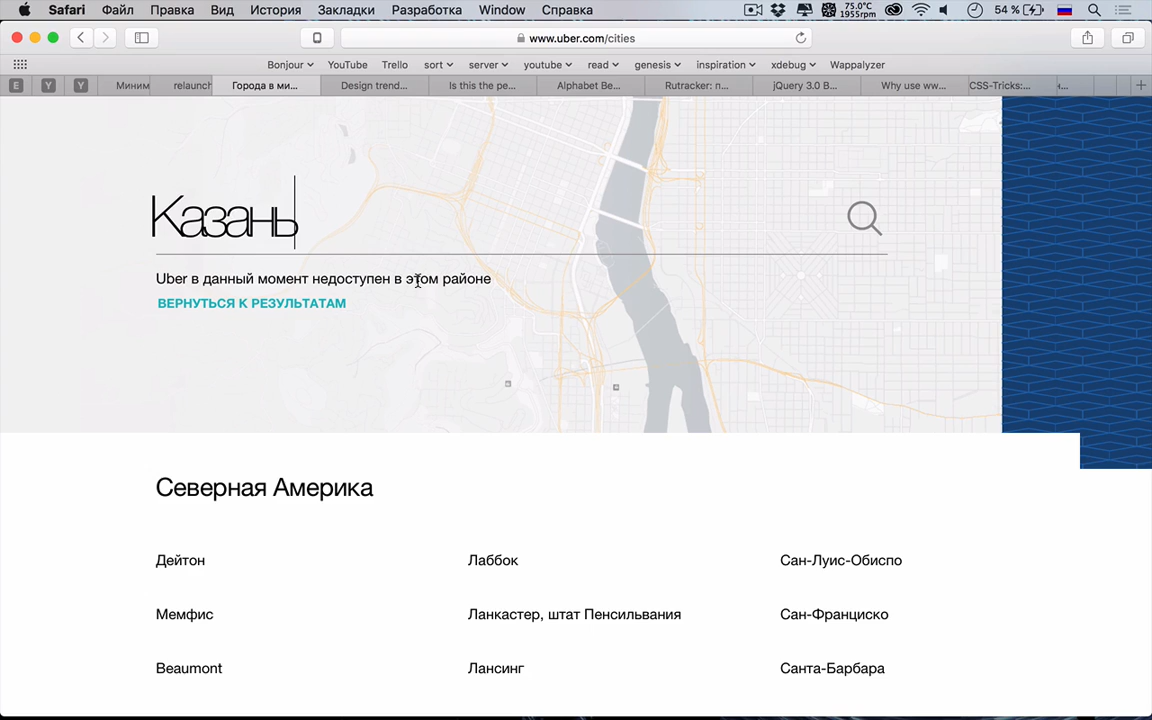 Safari Файл Правка Вид История Закладки Разработка Window Справка 75.0°C 1955rpm 54 %
www.uber.com/cities
Bonjour YouTube Trello sort server youtube read genesis inspiration xdebug Wappalyzer
E Y Y Миним relaunch Города в ми... Design trend... Is this the pe... Alphabet Be... Rutracker: п... jQuery 3.0 B... Why use ww... CSS-Tricks:...
Казань
Uber в данный момент недоступен в этом районе
ВЕРНУТЬСЯ К РЕЗУЛЬТАТАМ
Северная Америка
Дейтон Лаббок Сан-Луис-Обиспо
Мемфис Ланкастер, штат Пенсильвания Сан-Франциско
Beaumont Лансинг Санта-Барбара